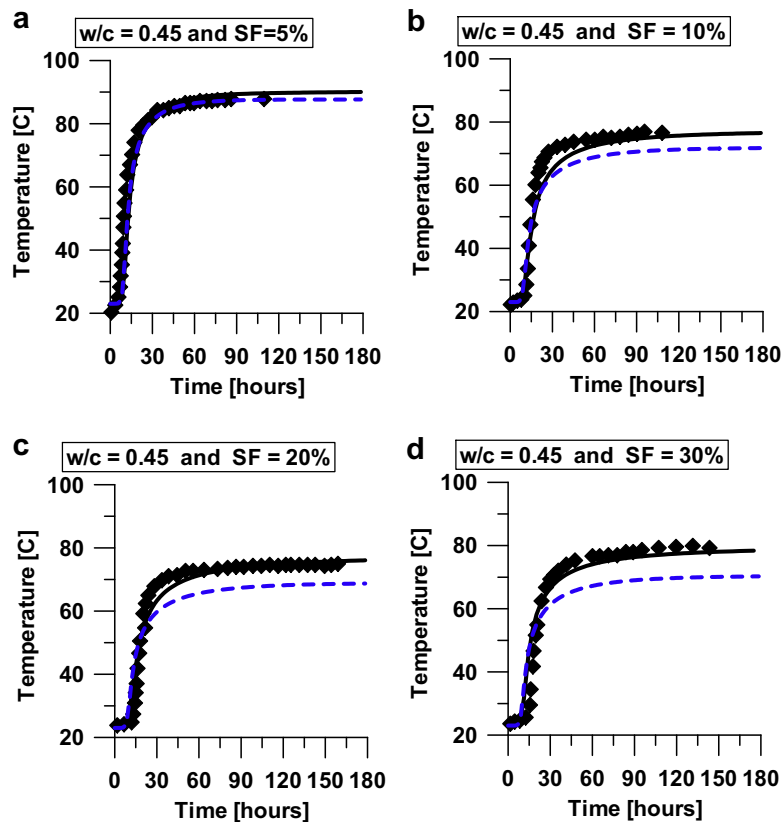 a
w/c = 0.45 and SF=5%
100
80
60
40
20
Temperature [C]
0 30 60 90 120 150 180
Time [hours]
b
w/c = 0.45 and SF = 10%
100
80
60
40
20
Temperature [C]
0 30 60 90 120 150 180
Time [hours]
c
w/c = 0.45 and SF = 20%
100
80
60
40
20
Temperature [C]
0 30 60 90 120 150 180
Time [hours]
d
w/c = 0.45 and SF = 30%
100
80
60
40
20
Temperature [C]
0 30 60 90 120 150 180
Time [hours]